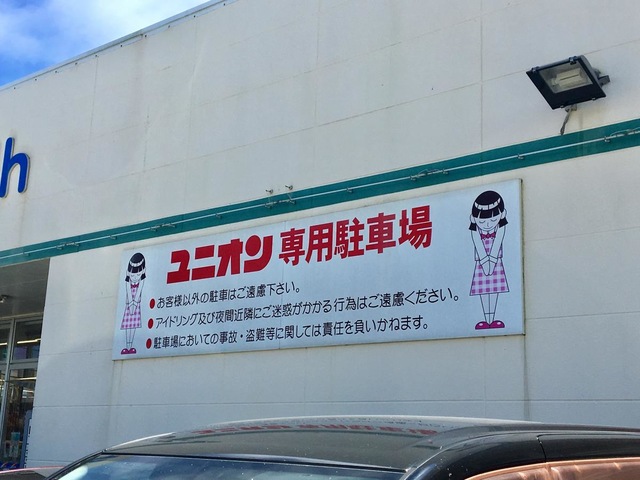 h
ユニオン専用駐車場
●お客様以外の駐車はご遠慮下さい。
●アイドリング及び夜間近隣にご迷惑がかかる行為はご遠慮ください。
●駐車場においての事故・盗難等に関しては責任を負いかねます。